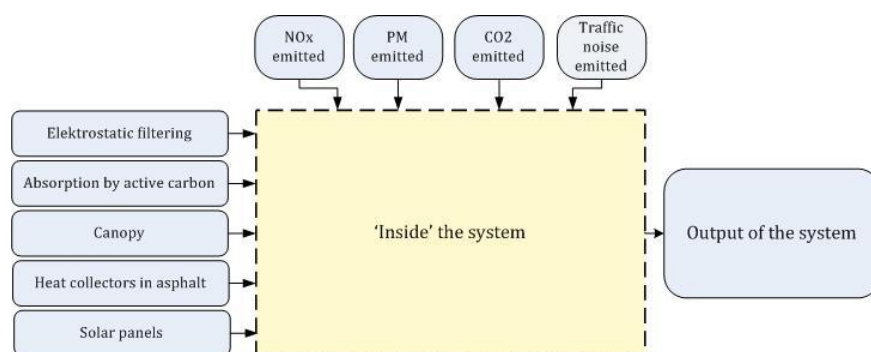 NOx
emitted
PM
emitted
CO2
emitted
Traffic
noise
emitted
Elektrostatic filtering
Absorption by active carbon
Canopy
Heat collectors in asphalt
Solar panels
‘Inside’ the system
Output of the system